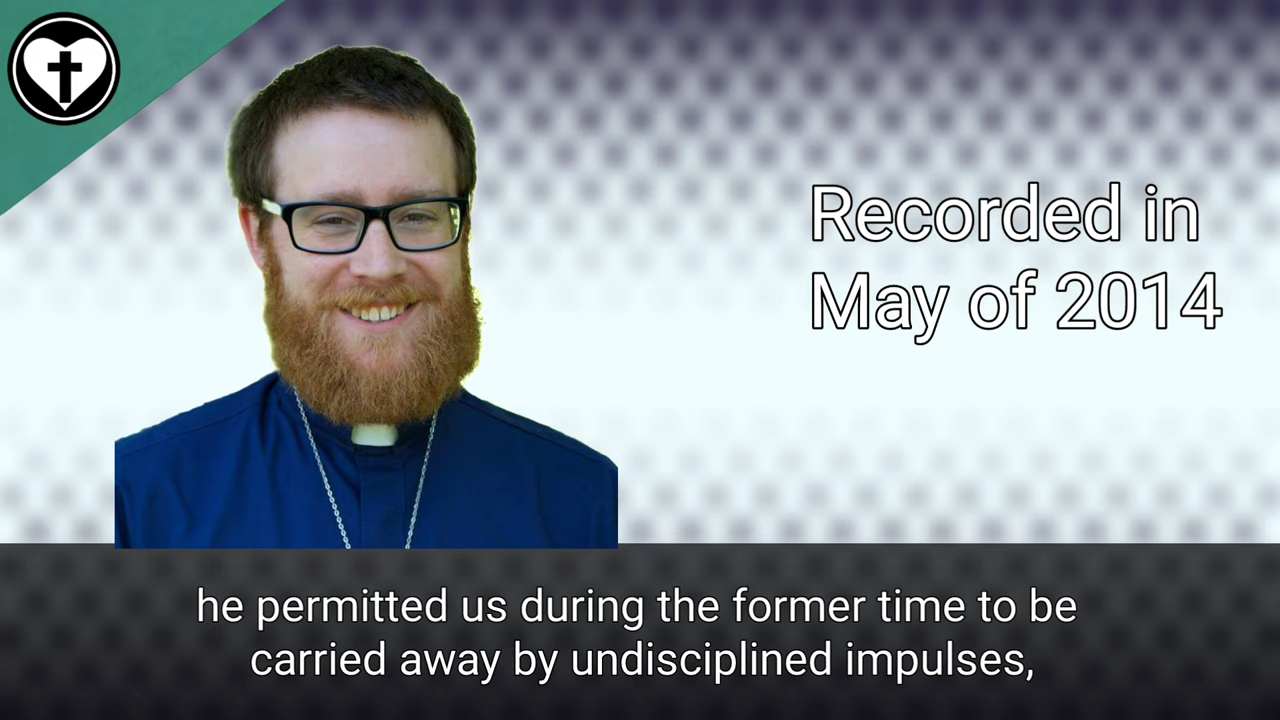 Recorded in
May of 2014
he permitted us during the former time to be
carried away by undisciplined impulses,